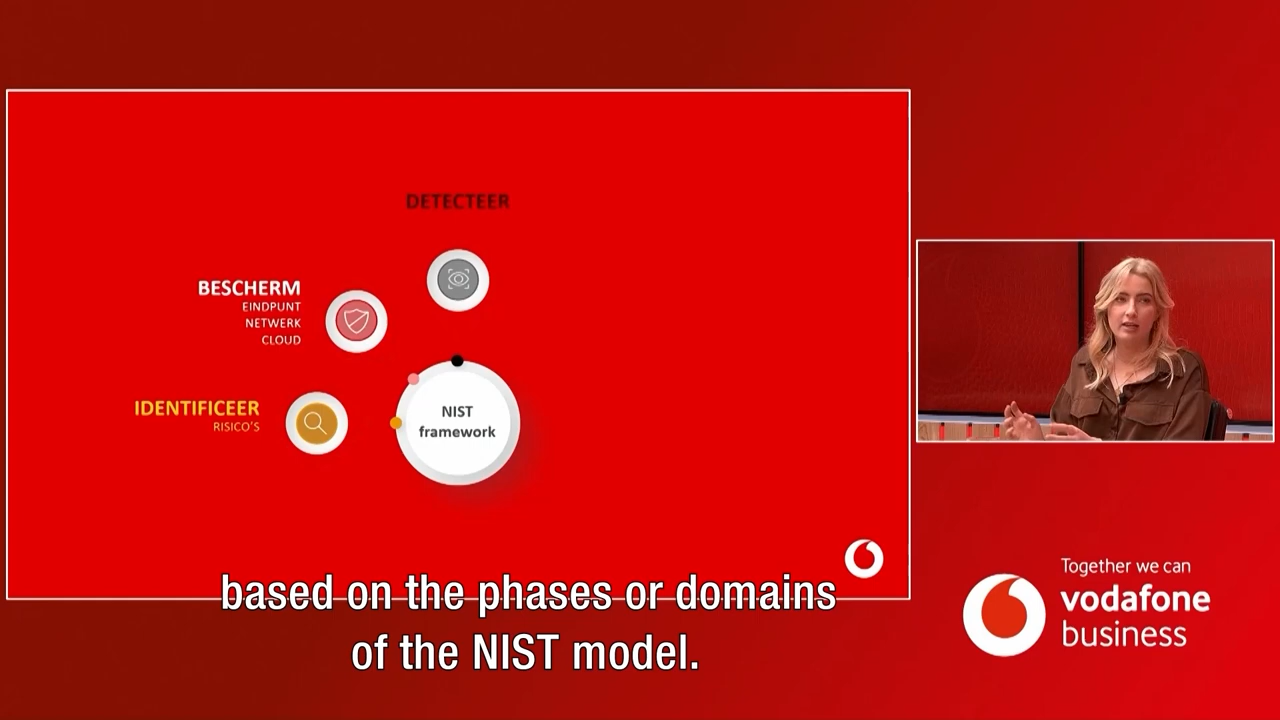 DETECTEER
BESCHERM
EINDPUNT
NETWERK
CLOUD
IDENTIFICEER
RISICO'S
NIST
framework
based on the phases or domains
of the NIST model.
Together we can
vodafone
business